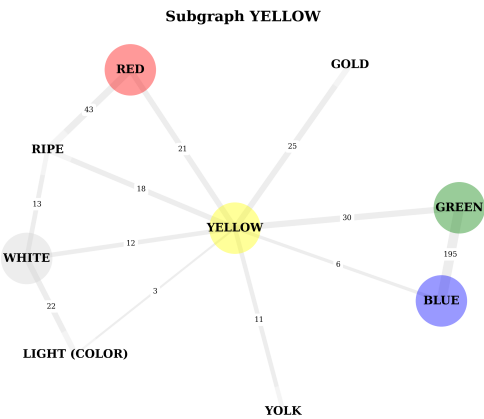 Subgraph YELLOW
GOLD
RED
43
25
21
RIPE
18
13
GREEN
30
YELLOW
12
195
WHITE
6
3
BLUE
22
11
LIGHT (COLOR)
YOLK